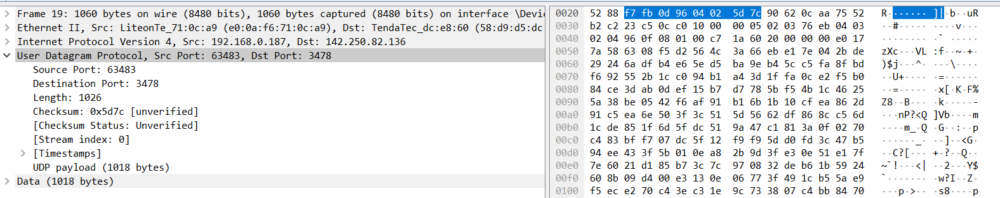 Frame 19: 1060 bytes on wire (8480 bits), 1060 bytes captured (8480 bits) on interface \Devic
Ethernet II, Src: LiteonTe_71:0c:a9 (e0:0a:f6:71:0c:a9), Dst: TendaTec_dc:e8:60 (58:d9:d5:dc
Internet Protocol Version 4, Src: 192.168.0.187, Dst: 142.250.82.136
User Datagram Protocol, Src Port: 63483, Dst Port: 3478
Source Port: 63483
Destination Port: 3478
Length: 1026
Checksum: 0x5d7c [unverified]
[Checksum Status: Unverified]
[Stream index: 0]
[Timestamps]
UDP payload (1018 bytes)
Data (1018 bytes)
0020 52 88 f7 fb 0d 96 04 02 5d 7c 90 62 0c aa 75 52 R·······]|·b··uR
0030 b2 c2 23 c5 0c c0 10 00 00 05 02 03 76 eb 04 03 ··#·········v···
0040 02 04 96 0f 08 01 00 c7 1a 60 20 00 00 00 e0 17 ·········` ·····
0050 7a 58 63 08 f5 d2 56 4c 3a 66 eb be1 7e 04 2b de zXc···VL :f··~·+·
0060 29 24 6a df b4 e6 5e d5 ba 9e b4 5c c5 fa 8f bd )$j···^····\····
0070 f6 92 55 2b 1c c0 94 b1 a4 3d 1f fa 0c e2 f5 b0 ··U+·····=······
0080 84 ce 3d ab 0d ef 15 b7 d7 78 5b f5 4b 1c 46 25 ··=······x[·K·F%
0090 5a 38 be 05 42 f6 af 91 b1 6b 1b 10 cf ea 86 2d Z8··B····k·····-
00a0 91 c5 ea 6e 50 3f 3c 51 5d 56 62 df 86 8c c5 6d ···nP?<Q]Vb····m
00b0 1c de 85 1f 6d 5f dc 51 9a 47 c1 81 3a 0f 02 70 ····m_·Q·G··:··p
00c0 c4 83 bf f7 07 dc 5f 12 f9 f9 5d d0 fd 3c 47 b5 ······_···]··<G·
00d0 94 ee 43 3f 5b 01 0e a8 2b 9d 3f e3 0e 51 e1 7f ··C?[···+·?··Q··
00e0 7e 60 21 d1 85 b7 3c 7c 97 08 32 de b6 1b 59 24 ~`!···<|··2···Y$
00f0 60 8b 09 d4 00 e3 13 0e 06 77 3f 49 1c b5 5a e9 `········w?I··Z·
0100 f5 ec e2 70 c4 3e c3 1e 9c 73 38 07 c4 bb 84 70 ···p·>···s8····p